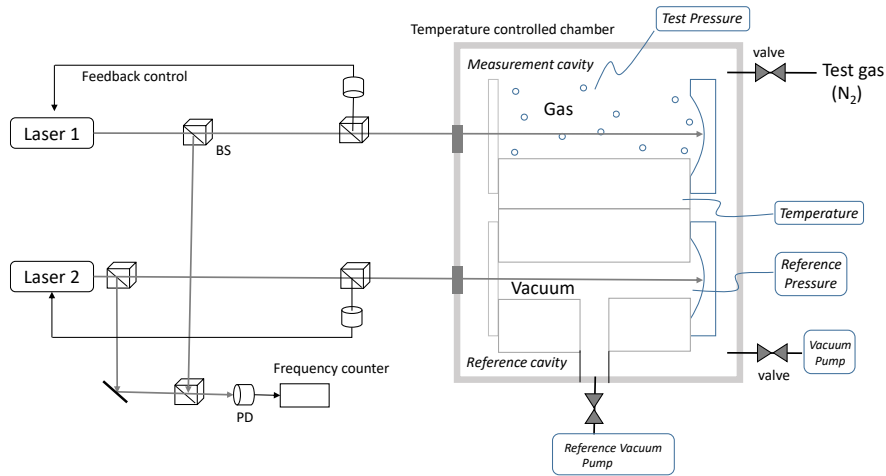 Temperature controlled chamber
Test Pressure
valve
Test gas
(N2)
Measurement cavity
Feedback control
Gas
Laser 1
BS
Temperature
Laser 2
Vacuum
Reference
Pressure
Reference cavity
Vacuum
Pump
valve
Frequency counter
PD
Reference Vacuum
Pump